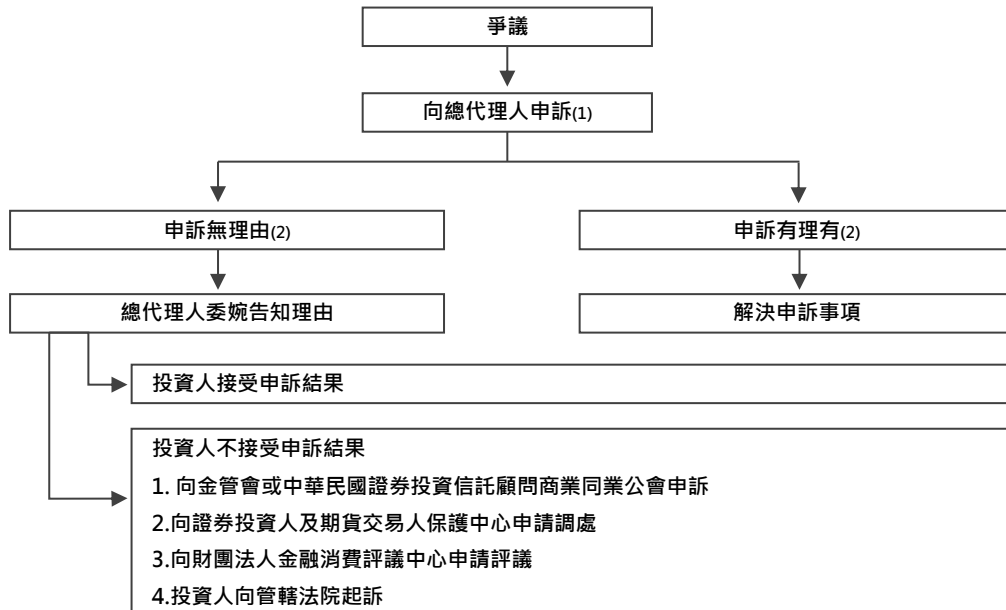 爭議
向總代理人申訴(1)
申訴無理由(2)
申訴有理有(2)
總代理人委婉告知理由
解決申訴事項
投資人接受申訴結果
投資人不接受申訴結果
1. 向金管會或中華民國證券投資信託顧問商業同業公會申訴
2.向證券投資人及期貨交易人保護中心申請調處
3.向財團法人金融消費評議中心申請評議
4.投資人向管轄法院起訴